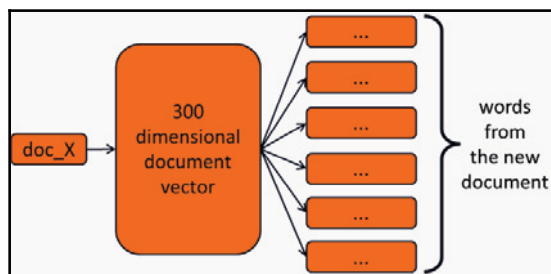 doc_X
300
dimensional
document
vector
...
...
...
...
...
...
words
from
the new
document